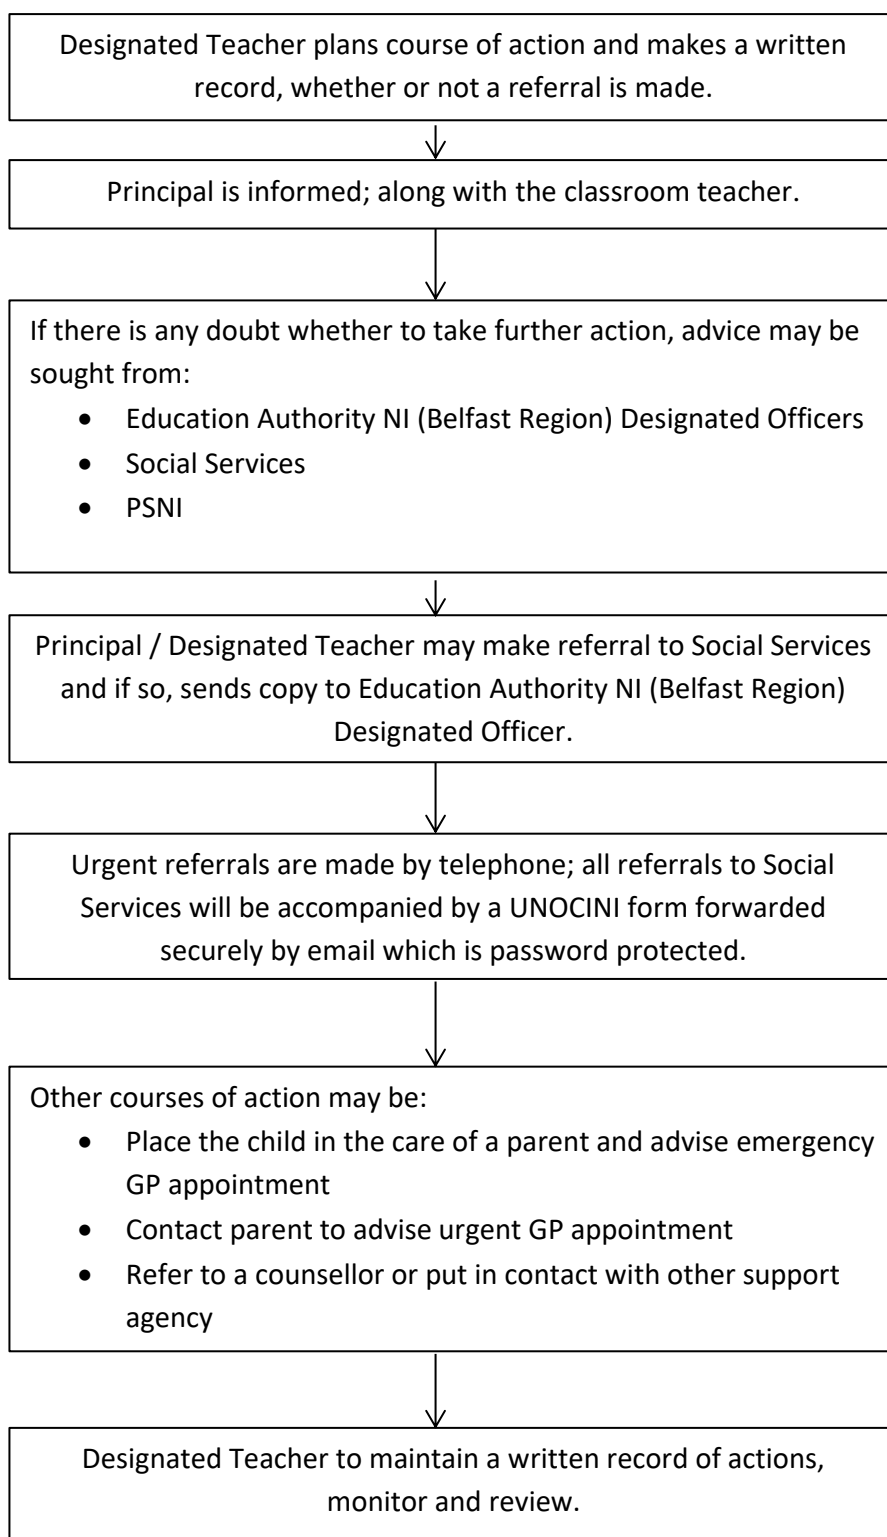 Designated Teacher plans course of action and makes a written
record, whether or not a referral is made.
Principal is informed; along with the classroom teacher.
If there is any doubt whether to take further action, advice may be
sought from:
• Education Authority NI (Belfast Region) Designated Officers
• Social Services
• PSNI
Principal / Designated Teacher may make referral to Social Services
and if so, sends copy to Education Authority NI (Belfast Region)
Designated Officer.
Urgent referrals are made by telephone; all referrals to Social
Services will be accompanied by a UNOCINI form forwarded
securely by email which is password protected.
Other courses of action may be:
• Place the child in the care of a parent and advise emergency
GP appointment
• Contact parent to advise urgent GP appointment
• Refer to a counsellor or put in contact with other support
agency
Designated Teacher to maintain a written record of actions,
monitor and review.